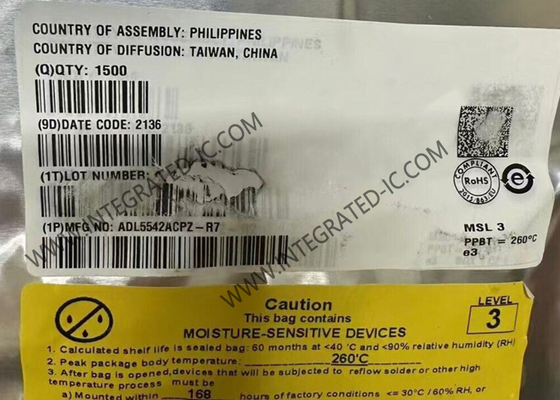 COUNTRY OF ASSEMBLY: PHILIPPINES
COUNTRY OF DIFFUSION: TAIWAN, CHINA
(Q)QTY: 1500
(9D)DATE CODE: 2136
(1T)LOT NUMBER:
(1P)MFG NO: ADL5542ACPZ-R7
COMPLIANT
RoHS
2015/863/EU
e
MSL 3
PPBT = 260°C
e3
WWW.INTEGRATED-IC.COM
WWW.INTEGRATED-IC.COM
WWW.INTEGRATED-IC.COM
Caution
This bag contains
MOISTURE-SENSITIVE DEVICES
LEVEL
3
1. Calculated shelf life is sealed bag: 60 months at <40 'C and <90% relative humidity (RH)
2. Peak package body temperature: 260'C
3. After bag is opened,devices that will be subjected to reflow solder or other high
temperature process must be
a) Mounted within 168 hours of factory conditions <= 30°C / 60% RH, or